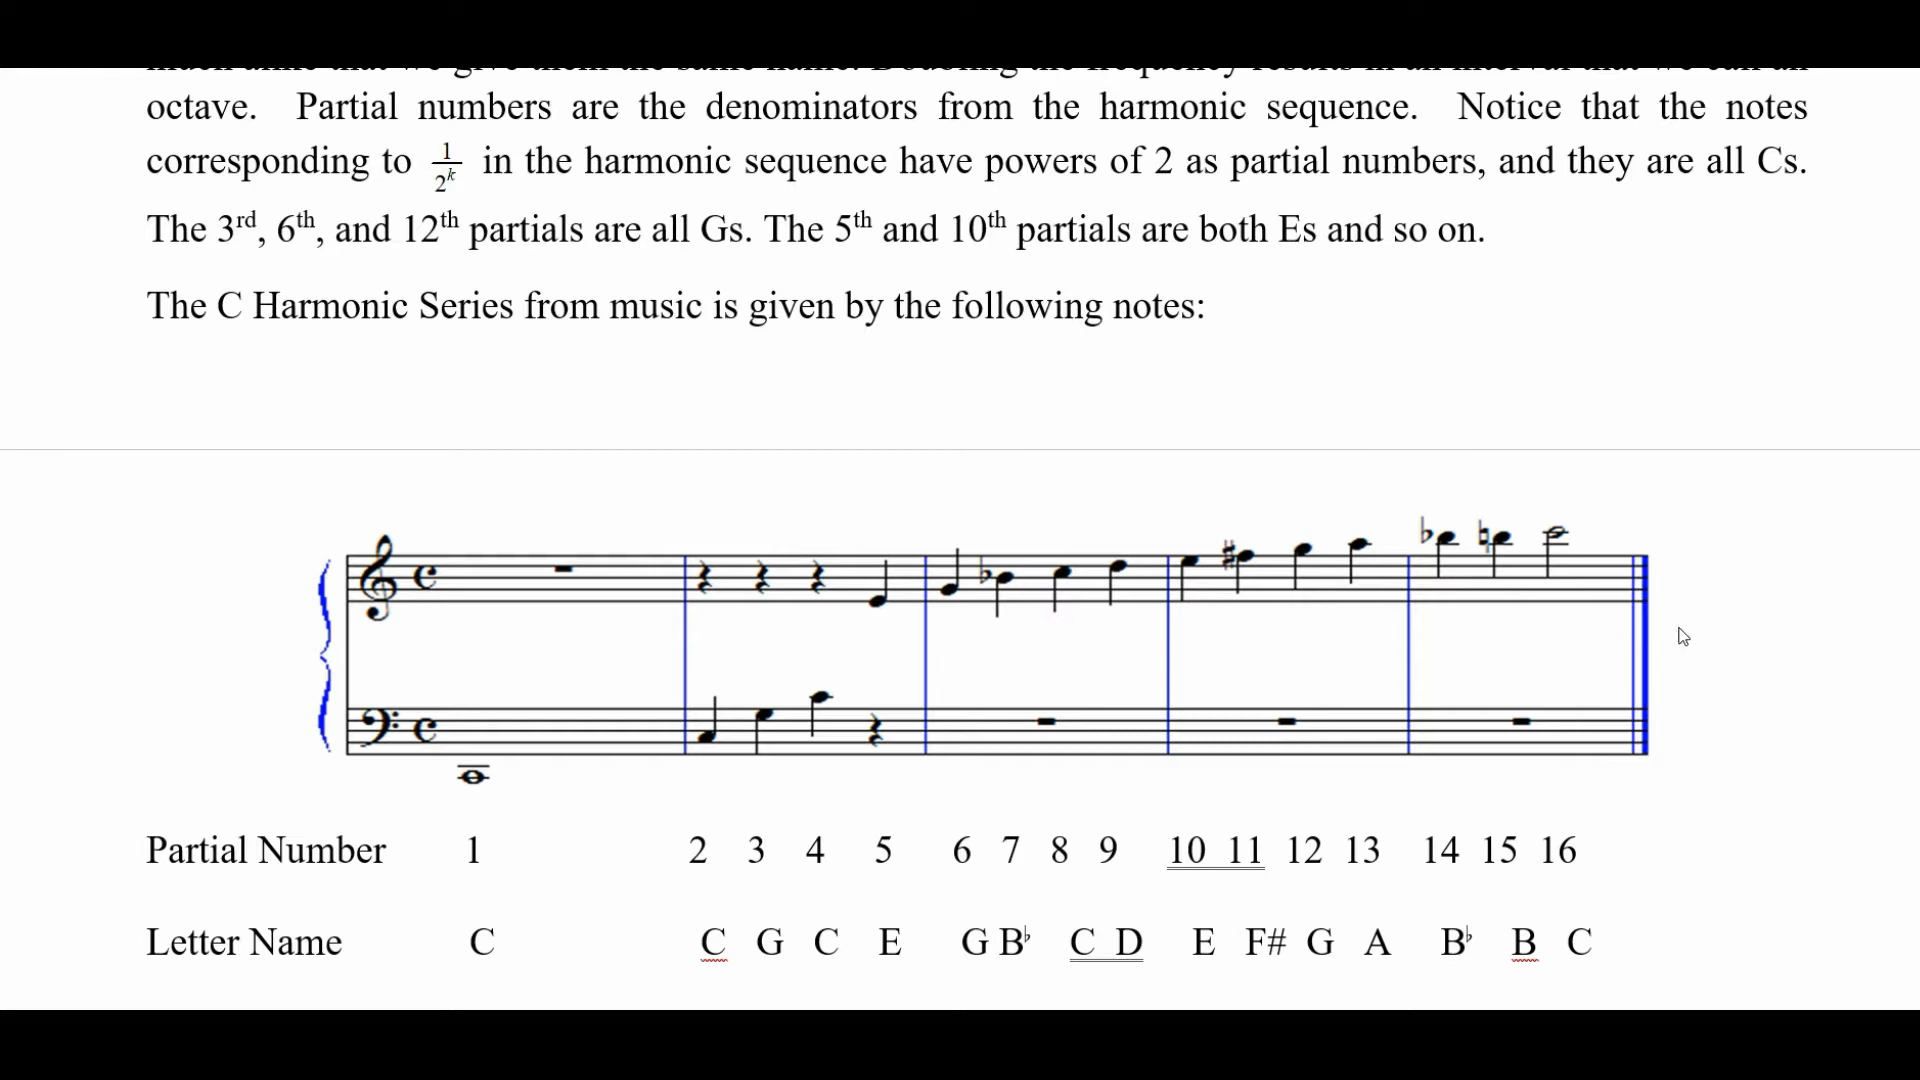 octave. Partial numbers are the denominators from the harmonic sequence. Notice that the notes
corresponding to 1/2^k in the harmonic sequence have powers of 2 as partial numbers, and they are all Cs.
The 3rd, 6th, and 12th partials are all Gs. The 5th and 10th partials are both Es and so on.
The C Harmonic Series from music is given by the following notes:
Partial Number 1 2 3 4 5 6 7 8 9 10 11 12 13 14 15 16
Letter Name C C G C E G B♭ C D E F# G A B♭ B C